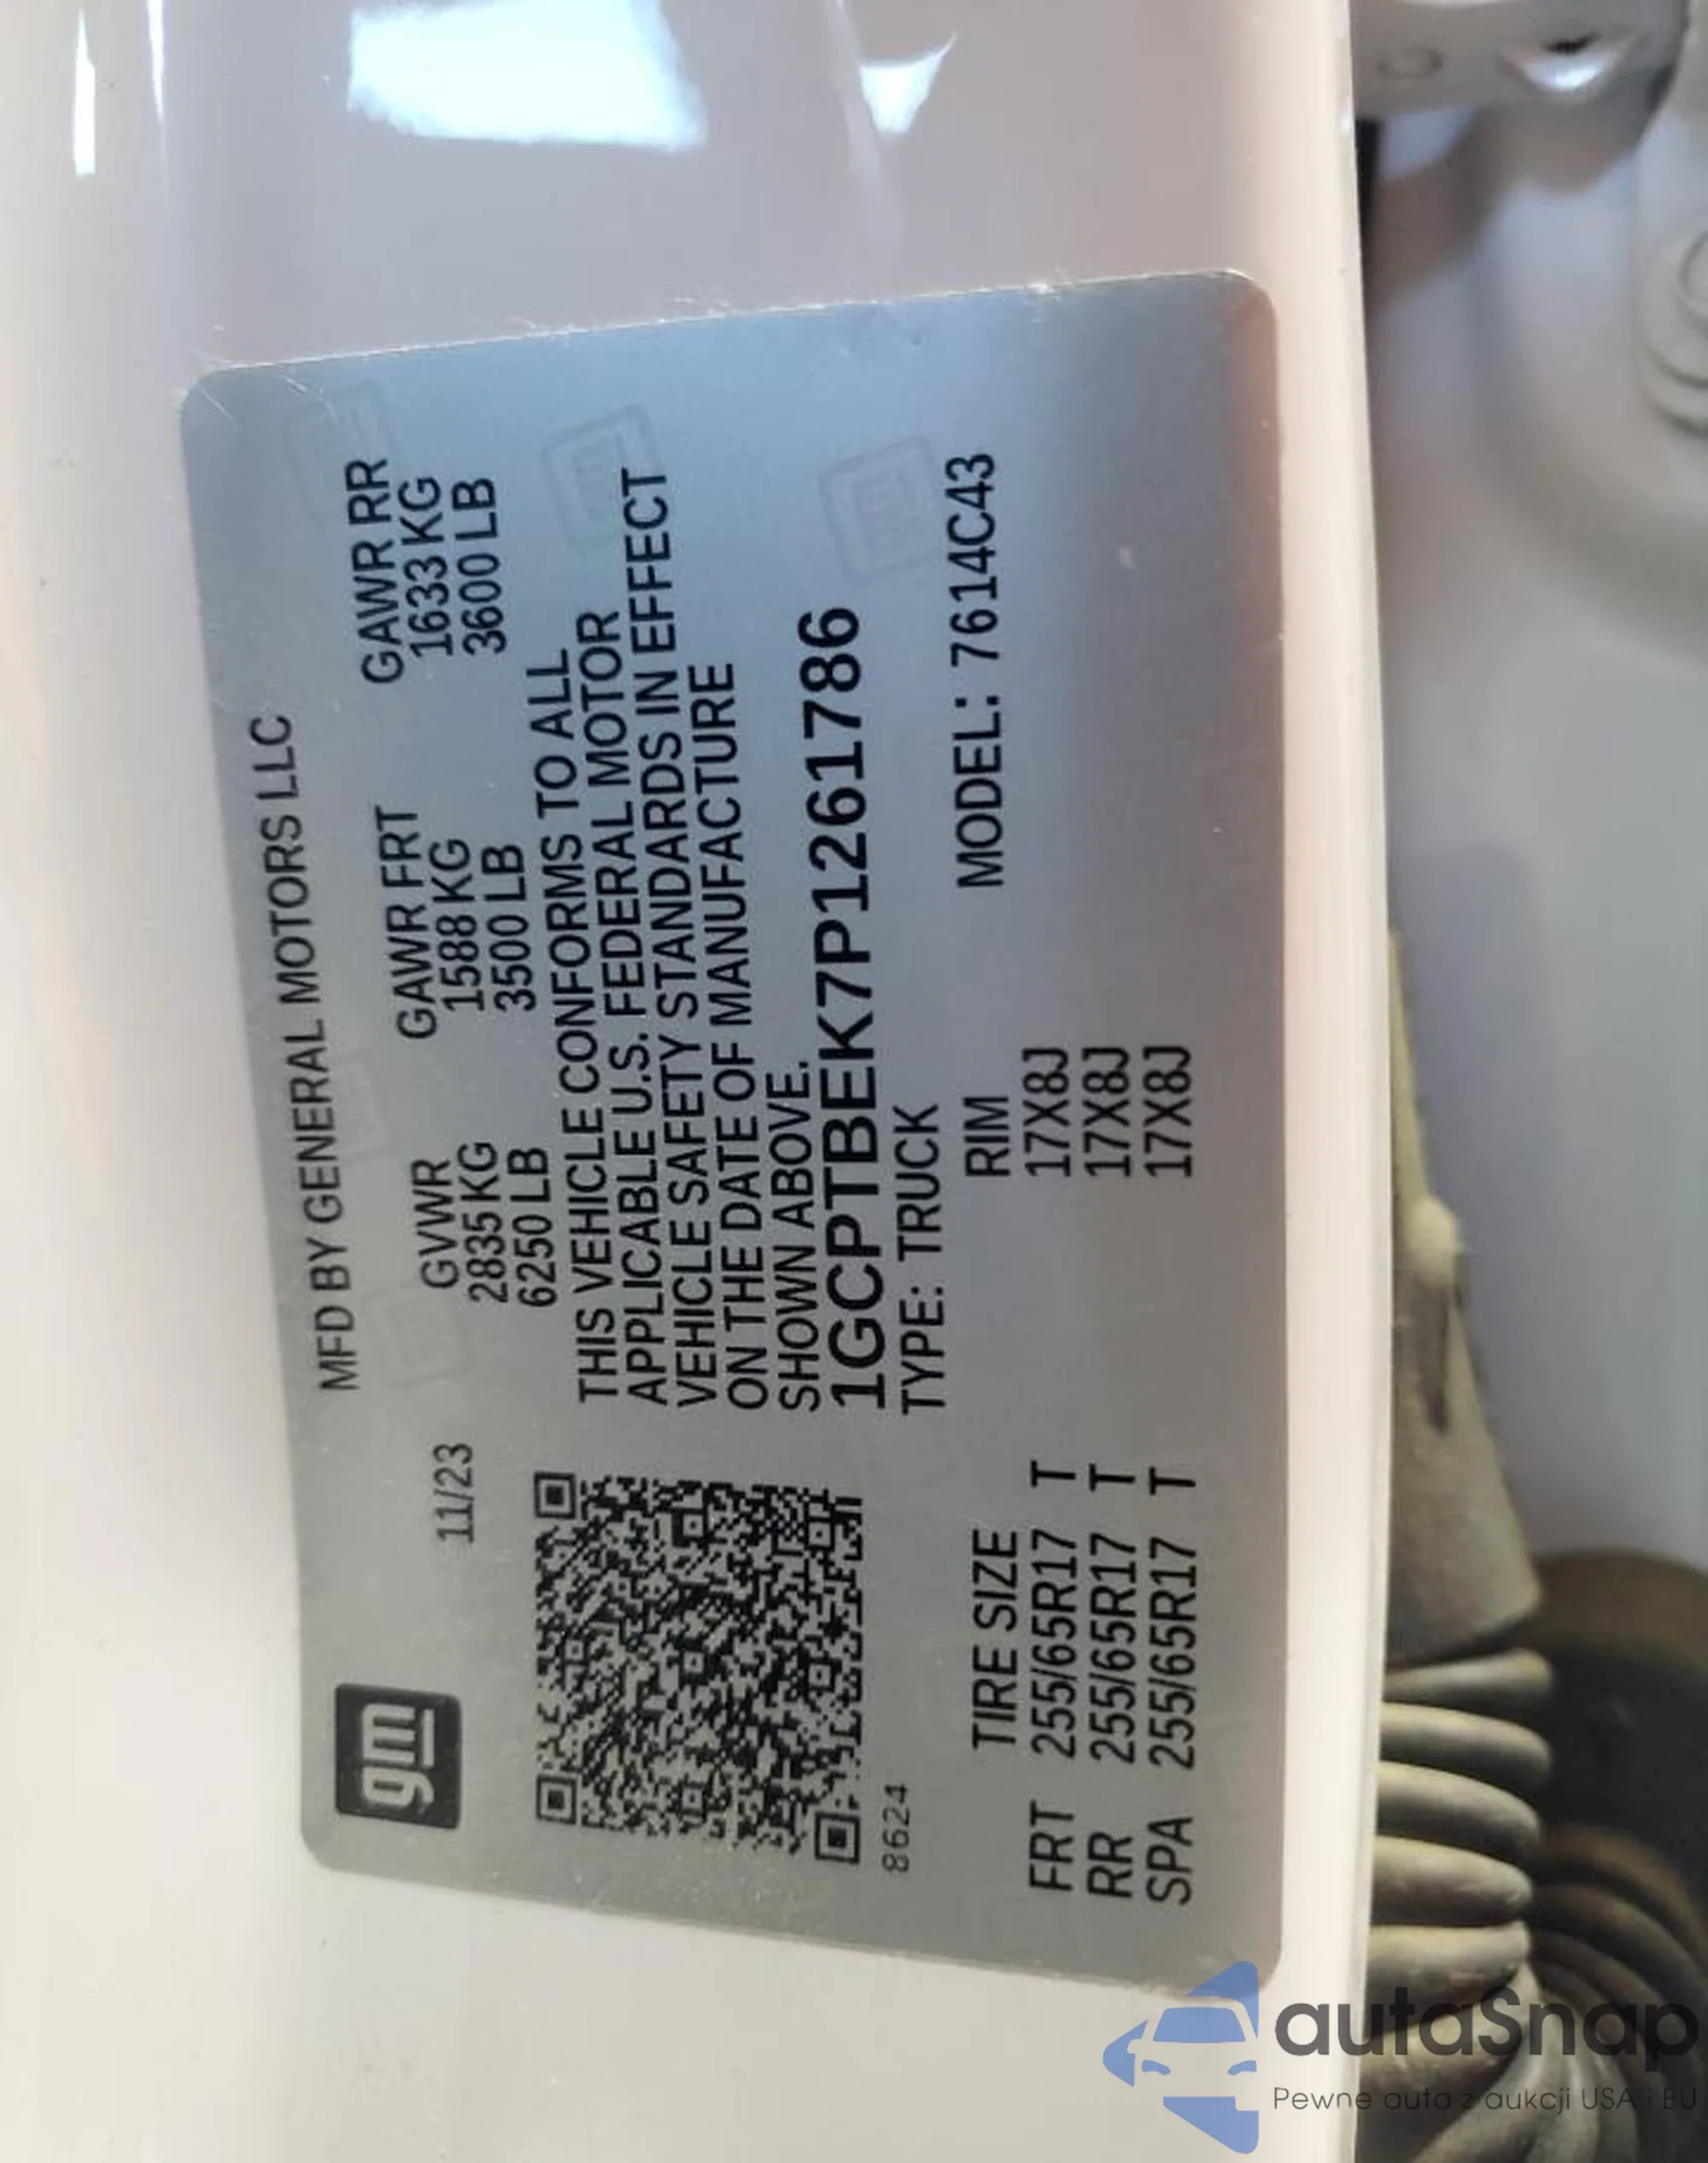 MFD BY GENERAL MOTORS LLC
gm
11/23
GVWR GAWR FRT GAWR RR
2835 KG 1588 KG 1633 KG
6250 LB 3500 LB 3600 LB
THIS VEHICLE CONFORMS TO ALL
APPLICABLE U.S. FEDERAL MOTOR
VEHICLE SAFETY STANDARDS IN EFFECT
ON THE DATE OF MANUFACTURE
SHOWN ABOVE.
1GCPTBEK7P1261786
8624
TYPE: TRUCK
MODEL: 7614C43
TIRE SIZE RIM
FRT 255/65R17 T 17X8J
RR 255/65R17 T 17X8J
SPA 255/65R17 T 17X8J
autaSnap
Pewne auta z aukcji USA i EU